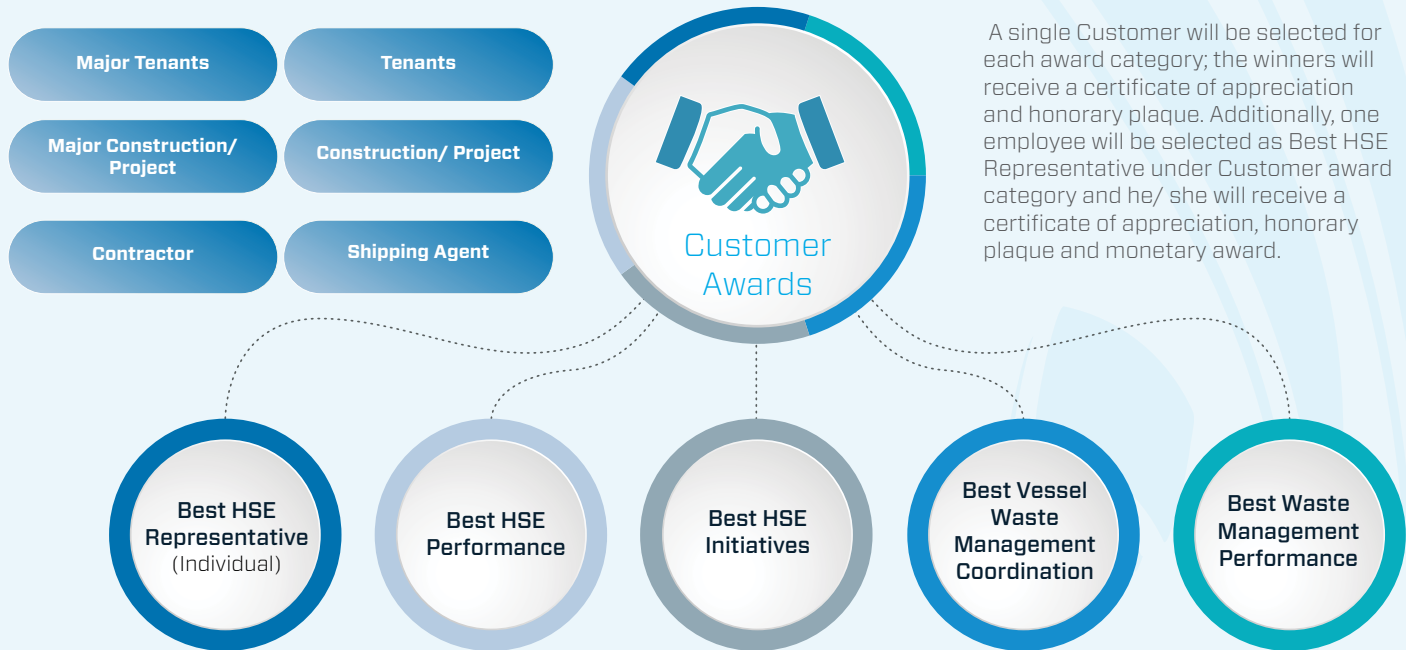 Major Tenants
Tenants
Major Construction/
Project
Construction/ Project
Contractor
Shipping Agent
Customer
Awards
A single Customer will be selected for
each award category; the winners will
receive a certificate of appreciation
and honorary plaque. Additionally, one
employee will be selected as Best HSE
Representative under Customer award
category and he/ she will receive a
certificate of appreciation, honorary
plaque and monetary award.
Best HSE
Representative
(Individual)
Best HSE
Performance
Best HSE
Initiatives
Best Vessel
Waste
Management
Coordination
Best Waste
Management
Performance